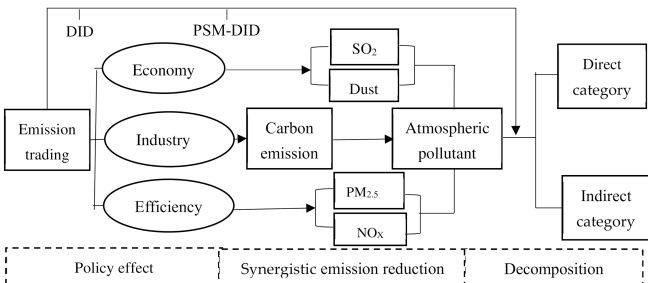 DID
PSM-DID
Economy
SO₂
Dust
Direct
category
Emission
trading
Industry
Carbon
emission
Atmospheric
pollutant
Efficiency
PM₂.₅
NOx
Indirect
category
Policy effect
Synergistic emission reduction
Decomposition